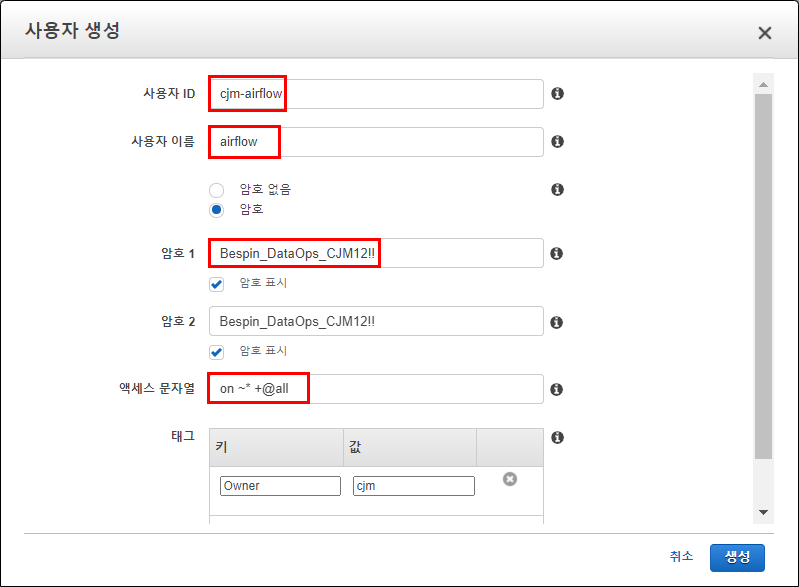 사용자 생성
사용자 ID cjm-airflow
사용자 이름 airflow
암호 없음
암호
암호 1 Bespin_DataOps_CJM12!!
암호 표시
암호 2 Bespin_DataOps_CJM12!!
암호 표시
액세스 문자열 on ~* +@all
태그 키 값
Owner cjm
취소 생성